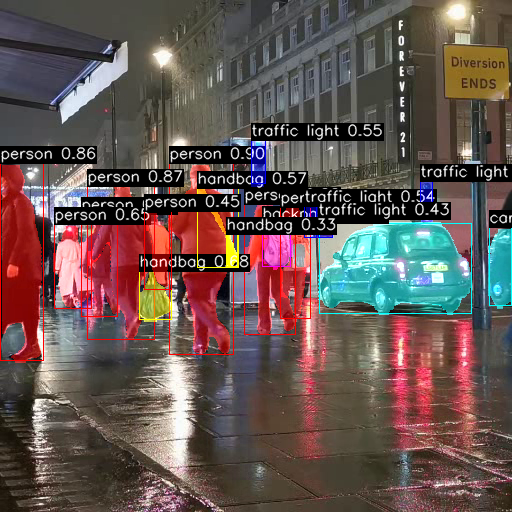 FOREVER 21
Diversion
ENDS
traffic light 0.55
person 0.86
person 0.90
person 0.87
handbag 0.57
traffic light
traffic light 0.54
person 0.45
person 0.65
traffic light 0.43
handbag 0.33
handbag 0.68